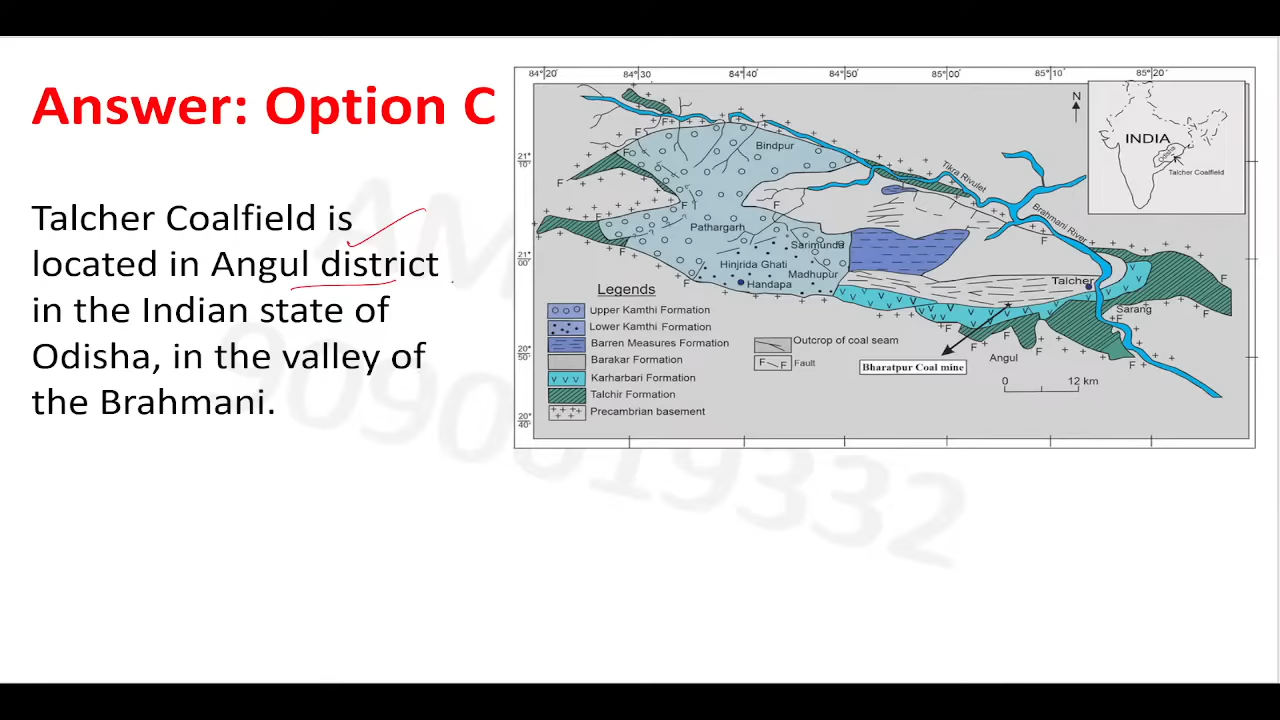 Answer: Option C
Talcher Coalfield is
located in Angul district
in the Indian state of
Odisha, in the valley of
the Brahmani.
84°20'
84°30
84°40'
84°50'
85°00'
85°10'
85°20'
21°
10'
21°
00'
20°
50'
20°
40'
N
INDIA
Talcher Coalfield
Bindpur
Tikra Rivulet
Brahmani River
Pathargarh
Sarimunda
Hinjrida Ghati
Madhupur
Handapa
Talcher
Sarang
Angul
Bharatpur Coal mine
0 12 km
Legends
Upper Kamthi Formation
Lower Kamthi Formation
Barren Measures Formation
Barakar Formation
Karharbari Formation
Talchir Formation
Precambrian basement
Outcrop of coal seam
F F Fault